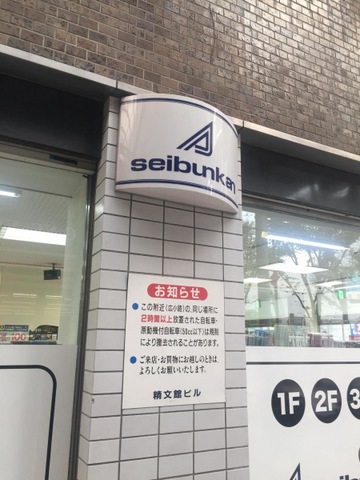 seibunkan
お知らせ
● この附近(広小路)の、同じ場所に
2時間以上放置された自転車・
原動機付自転車(50cc以下)は規則
により撤去されることがあります。
● ご来店・お買物にお越しのときは、
よろしくお願いいたします。
精文館ビル
1F 2F 3
100